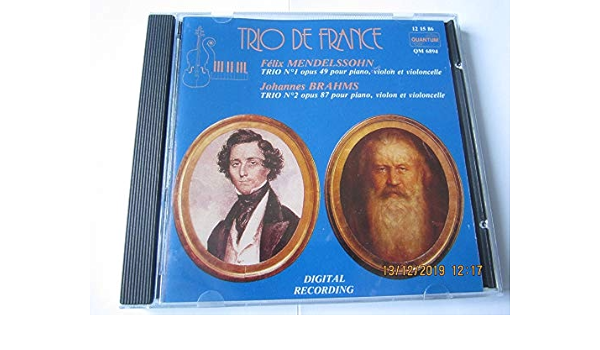 TRIO DE FRANCE
12 15 86
QUANTUM
QM 6894
Félix MENDELSSOHN
TRIO N°1 opus 49 pour piano, violon et violoncelle
Johannes BRAHMS
TRIO N°2 opus 87 pour piano, violon et violoncelle
DIGITAL
RECORDING
13/12/2019 12:17